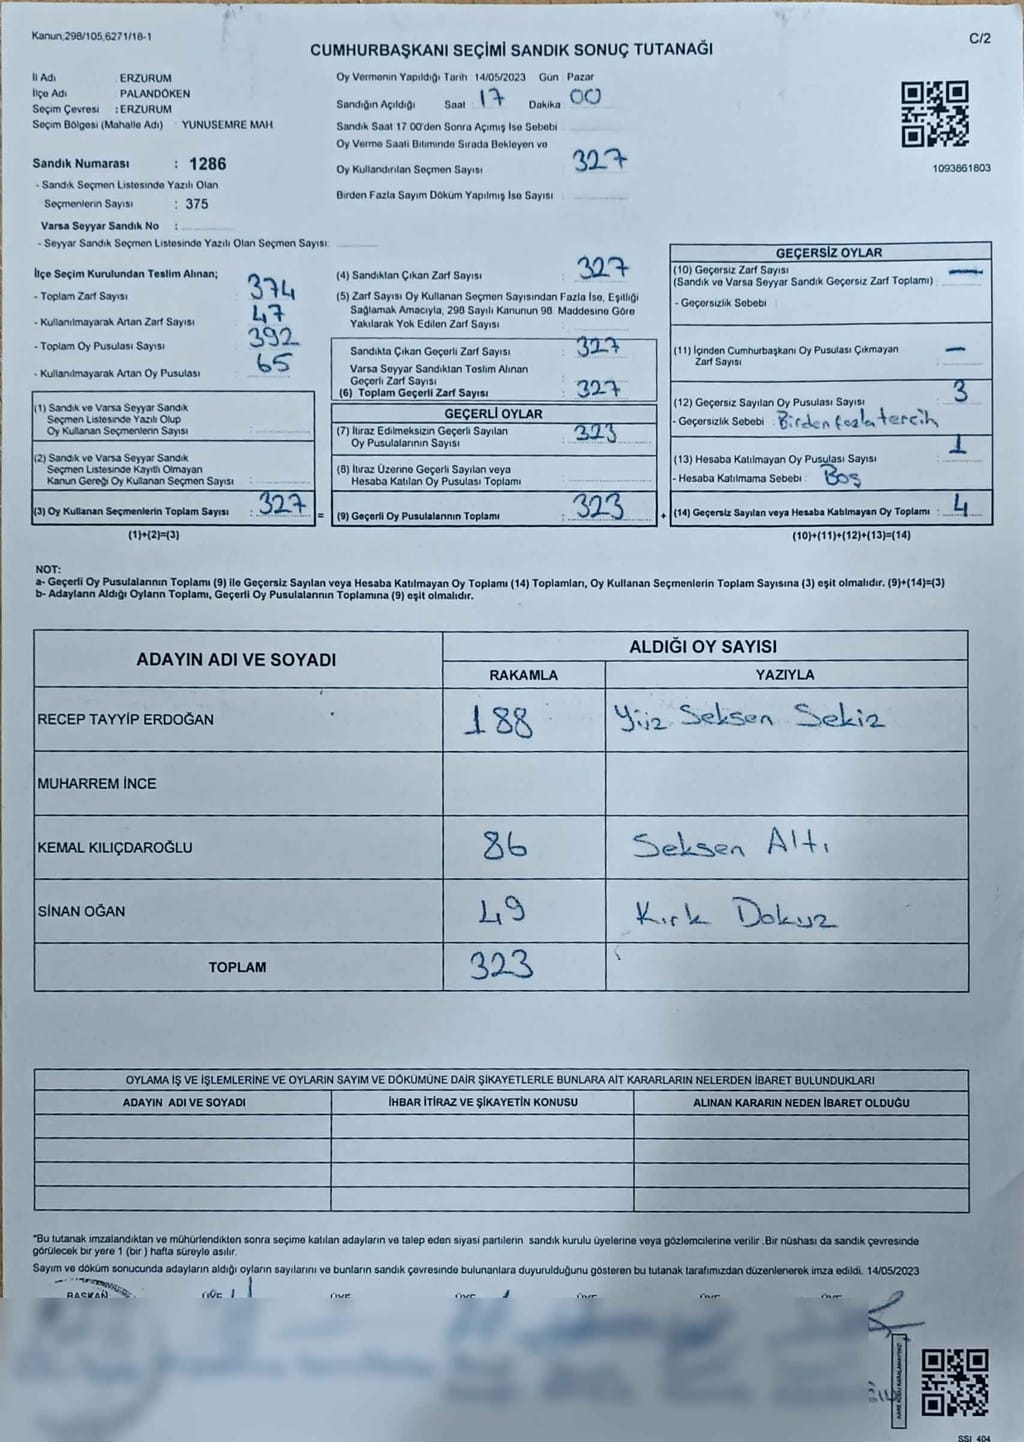 Kanun,298/105,6271/18-1
C/2
CUMHURBAŞKANI SEÇİMİ SANDIK SONUÇ TUTANAĞI
İl Adı : ERZURUM
İlçe Adı : PALANDÖKEN
Seçim Çevresi : ERZURUM
Seçim Bölgesi (Mahalle Adı) : YUNUSEMRE MAH.
Sandık Numarası : 1286
- Sandık Seçmen Listesinde Yazılı Olan
Seçmenlerin Sayısı : 375
Varsa Seyyar Sandık No :
- Seyyar Sandık Seçmen Listesinde Yazılı Olan Seçmen Sayısı:
Oy Vermenin Yapıldığı Tarih : 14/05/2023 Gün : Pazar
Sandığın Açıldığı Saat 17 Dakika 00
Sandık Saat 17.00'den Sonra Açımış İse Sebebi
Oy Verme Saati Bitiminde Sırada Bekleyen ve
Oy Kullandırılan Seçmen Sayısı 327
Birden Fazla Sayım Döküm Yapılmış İse Sayısı
1093861803
İlçe Seçim Kurulundan Teslim Alınan;
- Toplam Zarf Sayısı : 374
- Kullanılmayarak Artan Zarf Sayısı : 47
- Toplam Oy Pusulası Sayısı : 392
- Kullanılmayarak Artan Oy Pusulası : 65
(1) Sandık ve Varsa Seyyar Sandık
Seçmen Listesinde Yazılı Olup
Oy Kullanan Seçmenlerin Sayısı :
(2) Sandık ve Varsa Seyyar Sandık
Seçmen Listesinde Kayıtlı Olmayan
Kanun Gereği Oy Kullanan Seçmen Sayısı :
(3) Oy Kullanan Seçmenlerin Toplam Sayısı : 327
(1)+(2)=(3)
=
(4) Sandıktan Çıkan Zarf Sayısı : 327
(5) Zarf Sayısı Oy Kullanan Seçmen Sayısından Fazla İse, Eşitliği
Sağlamak Amacıyla, 298 Sayılı Kanunun 98. Maddesine Göre
Yakılarak Yok Edilen Zarf Sayısı :
Sandıkta Çıkan Geçerli Zarf Sayısı : 327
Varsa Seyyar Sandıktan Teslim Alınan
Geçerli Zarf Sayısı
(6) Toplam Geçerli Zarf Sayısı : 327
GEÇERLİ OYLAR
(7) İtiraz Edilmeksizin Geçerli Sayılan
Oy Pusulalarının Sayısı : 323
(8) İtiraz Üzerine Geçerli Sayılan veya
Hesaba Katılan Oy Pusulası Toplamı :
(9) Geçerli Oy Pusulalarının Toplamı : 323
+
GEÇERSİZ OYLAR
(10) Geçersiz Zarf Sayısı —
(Sandık ve Varsa Seyyar Sandık Geçersiz Zarf Toplamı) :
- Geçersizlik Sebebi :
(11) İçinden Cumhurbaşkanı Oy Pusulası Çıkmayan —
Zarf Sayısı
(12) Geçersiz Sayılan Oy Pusulası Sayısı : 3
- Geçersizlik Sebebi : Birden fazla tercih
(13) Hesaba Katılmayan Oy Pusulası Sayısı : 1
- Hesaba Katılmama Sebebi : Boş
(14) Geçersiz Sayılan veya Hesaba Katılmayan Oy Toplamı : 4
(10)+(11)+(12)+(13)=(14)
NOT:
a- Geçerli Oy Pusulalarının Toplamı (9) ile Geçersiz Sayılan veya Hesaba Katılmayan Oy Toplamı (14) Toplamları, Oy Kullanan Seçmenlerin Toplam Sayısına (3) eşit olmalıdır. (9)+(14)=(3)
b- Adayların Aldığı Oyların Toplamı, Geçerli Oy Pusulalarının Toplamına (9) eşit olmalıdır.
ADAYIN ADI VE SOYADI
ALDIĞI OY SAYISI
RAKAMLA YAZIYLA
RECEP TAYYİP ERDOĞAN 188 Yüz Seksen Sekiz
MUHARREM İNCE
KEMAL KILIÇDAROĞLU 86 Seksen Altı
SİNAN OĞAN 49 Kırk Dokuz
TOPLAM 323
OYLAMA İŞ VE İŞLEMLERİNE VE OYLARIN SAYIM VE DÖKÜMÜNE DAİR ŞİKAYETLERLE BUNLARA AİT KARARLARIN NELERDEN İBARET BULUNDUKLARI
ADAYIN ADI VE SOYADI İHBAR İTİRAZ VE ŞİKAYETİN KONUSU ALINAN KARARIN NEDEN İBARET OLDUĞU
*Bu tutanak imzalandıktan ve mühürlendikten sonra seçime katılan adayların ve talep eden siyasi partilerin sandık kurulu üyelerine veya gözlemcilerine verilir .Bir nüshası da sandık çevresinde
görülecek bir yere 1 (bir ) hafta süreyle asılır.
Sayım ve döküm sonucunda adayların aldığı oyların sayılarını ve bunların sandık çevresinde bulunanlara duyurulduğunu gösteren bu tutanak tarafımızdan düzenlenerek imza edildi. 14/05/2023
BAŞKAN ÜYE ÜYE ÜYE ÜYE ÜYE ÜYE
SSI_404